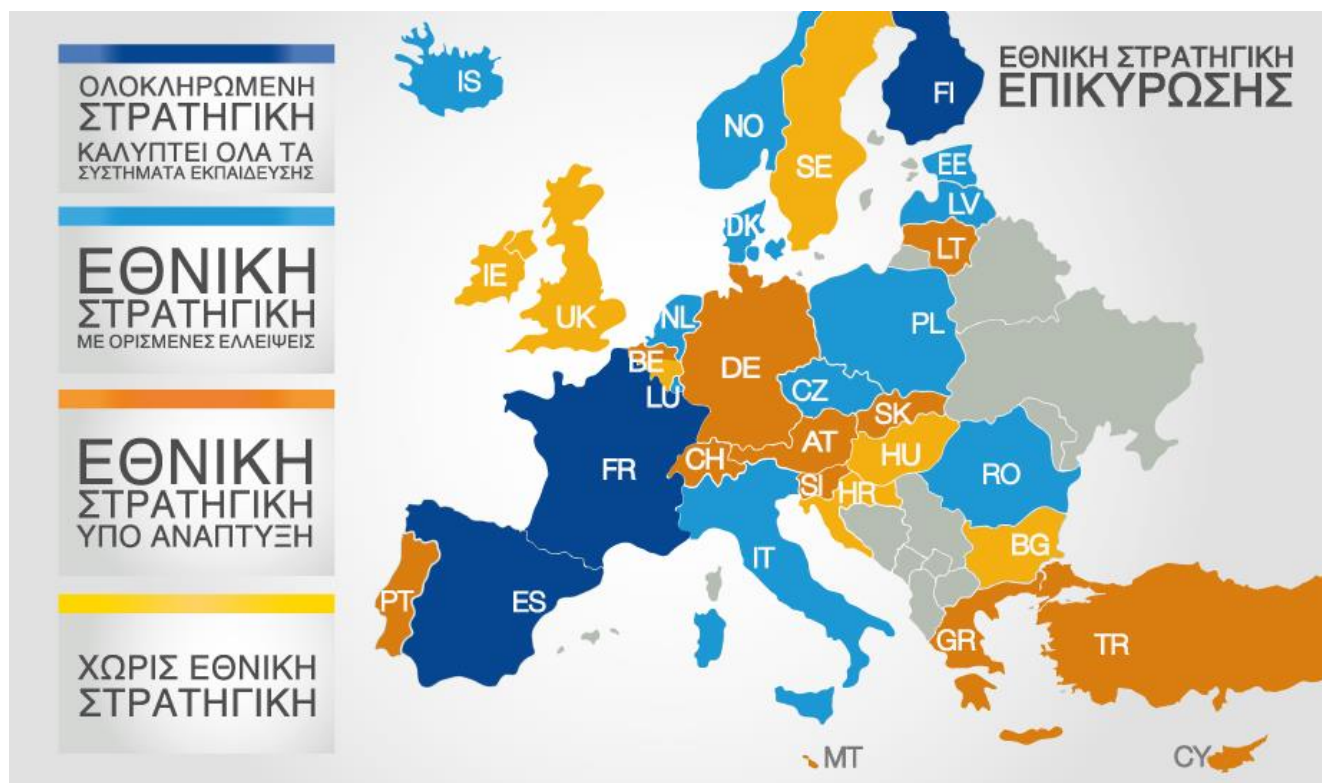 ΟΛΟΚΛΗΡΩΜΕΝΗ
ΣΤΡΑΤΗΓΙΚΗ
ΚΑΛΥΠΤΕΙ ΟΛΑ ΤΑ
ΣΥΣΤΗΜΑΤΑ ΕΚΠΑΙΔΕΥΣΗΣ
ΕΘΝΙΚΗ
ΣΤΡΑΤΗΓΙΚΗ
ΜΕ ΟΡΙΣΜΕΝΕΣ ΕΛΛΕΙΨΕΙΣ
ΕΘΝΙΚΗ
ΣΤΡΑΤΗΓΙΚΗ
ΥΠΟ ΑΝΑΠΤΥΞΗ
ΧΩΡΙΣ ΕΘΝΙΚΗ
ΣΤΡΑΤΗΓΙΚΗ
ΕΘΝΙΚΗ ΣΤΡΑΤΗΓΙΚΗ
ΕΠΙΚΥΡΩΣΗΣ
IS
FI
NO
SE
EE
LV
DK
LT
IE
UK
NL
PL
BE
DE
LU
CZ
SK
AT
CH
HU
FR
SI
HR
RO
IT
BG
PT
ES
GR
TR
MT
CY